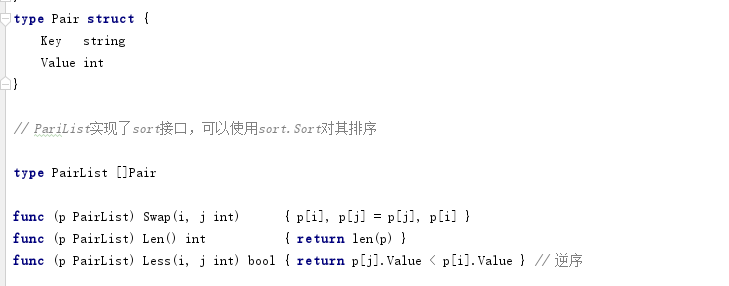 type Pair struct {
    Key   string
    Value int
}
// PariList实现了sort接口，可以使用sort.Sort对其排序
type PairList []Pair
func (p PairList) Swap(i, j int)      { p[i], p[j] = p[j], p[i] }
func (p PairList) Len() int           { return len(p) }
func (p PairList) Less(i, j int) bool { return p[j].Value < p[i].Value } // 逆序